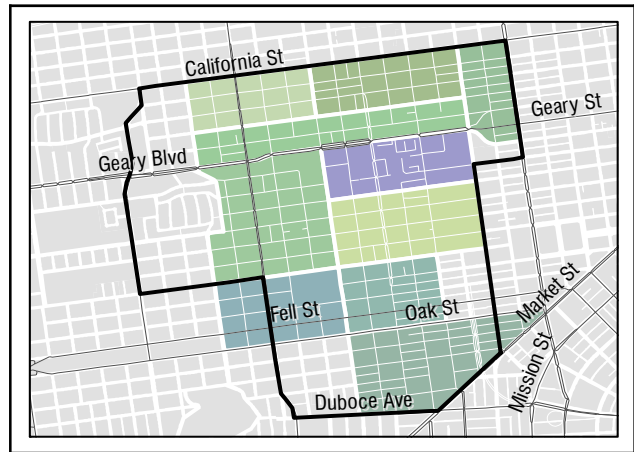 California St
Geary St
Geary Blvd
Market St
Fell St
Oak St
Mission St
Duboce Ave